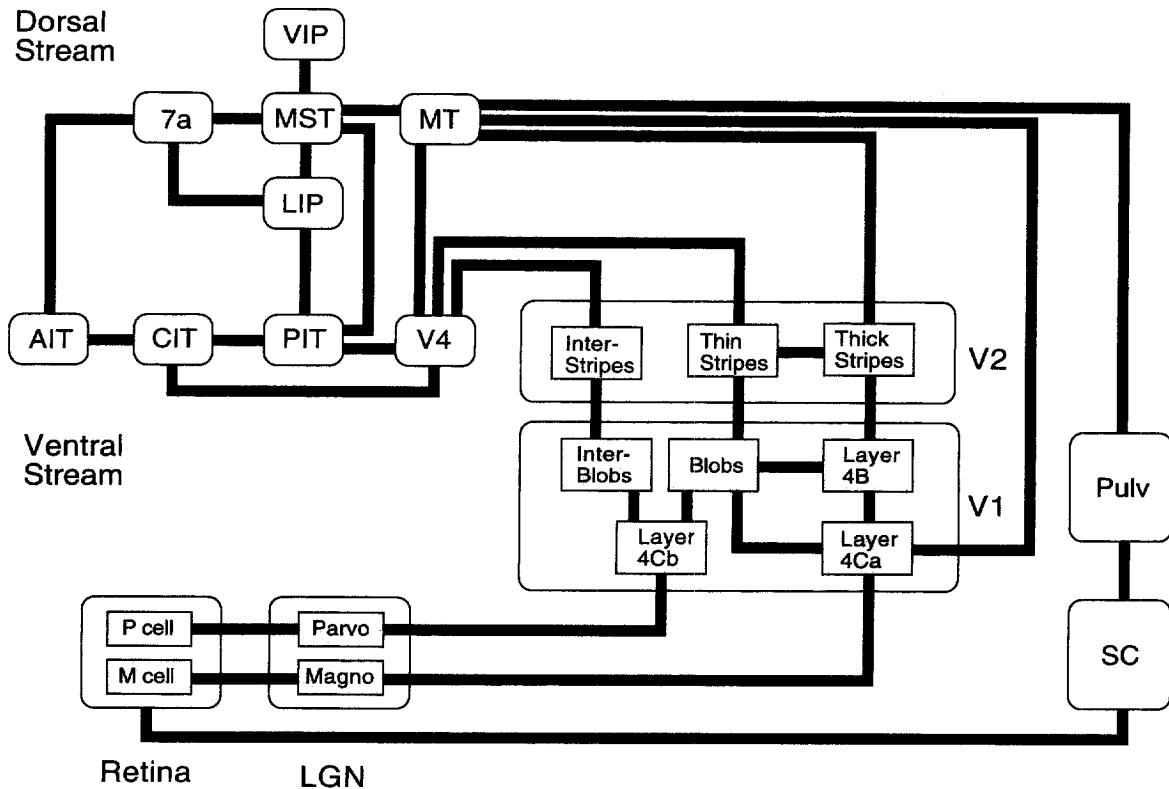 Dorsal
Stream
VIP
7a
MST
MT
LIP
AIT
CIT
PIT
V4
Inter-
Stripes
Thin
Stripes
Thick
Stripes
V2
Ventral
Stream
Inter-
Blobs
Blobs
Layer
4B
Pulv
V1
Layer
4Cb
Layer
4Ca
P cell
Parvo
SC
M cell
Magno
Retina
LGN